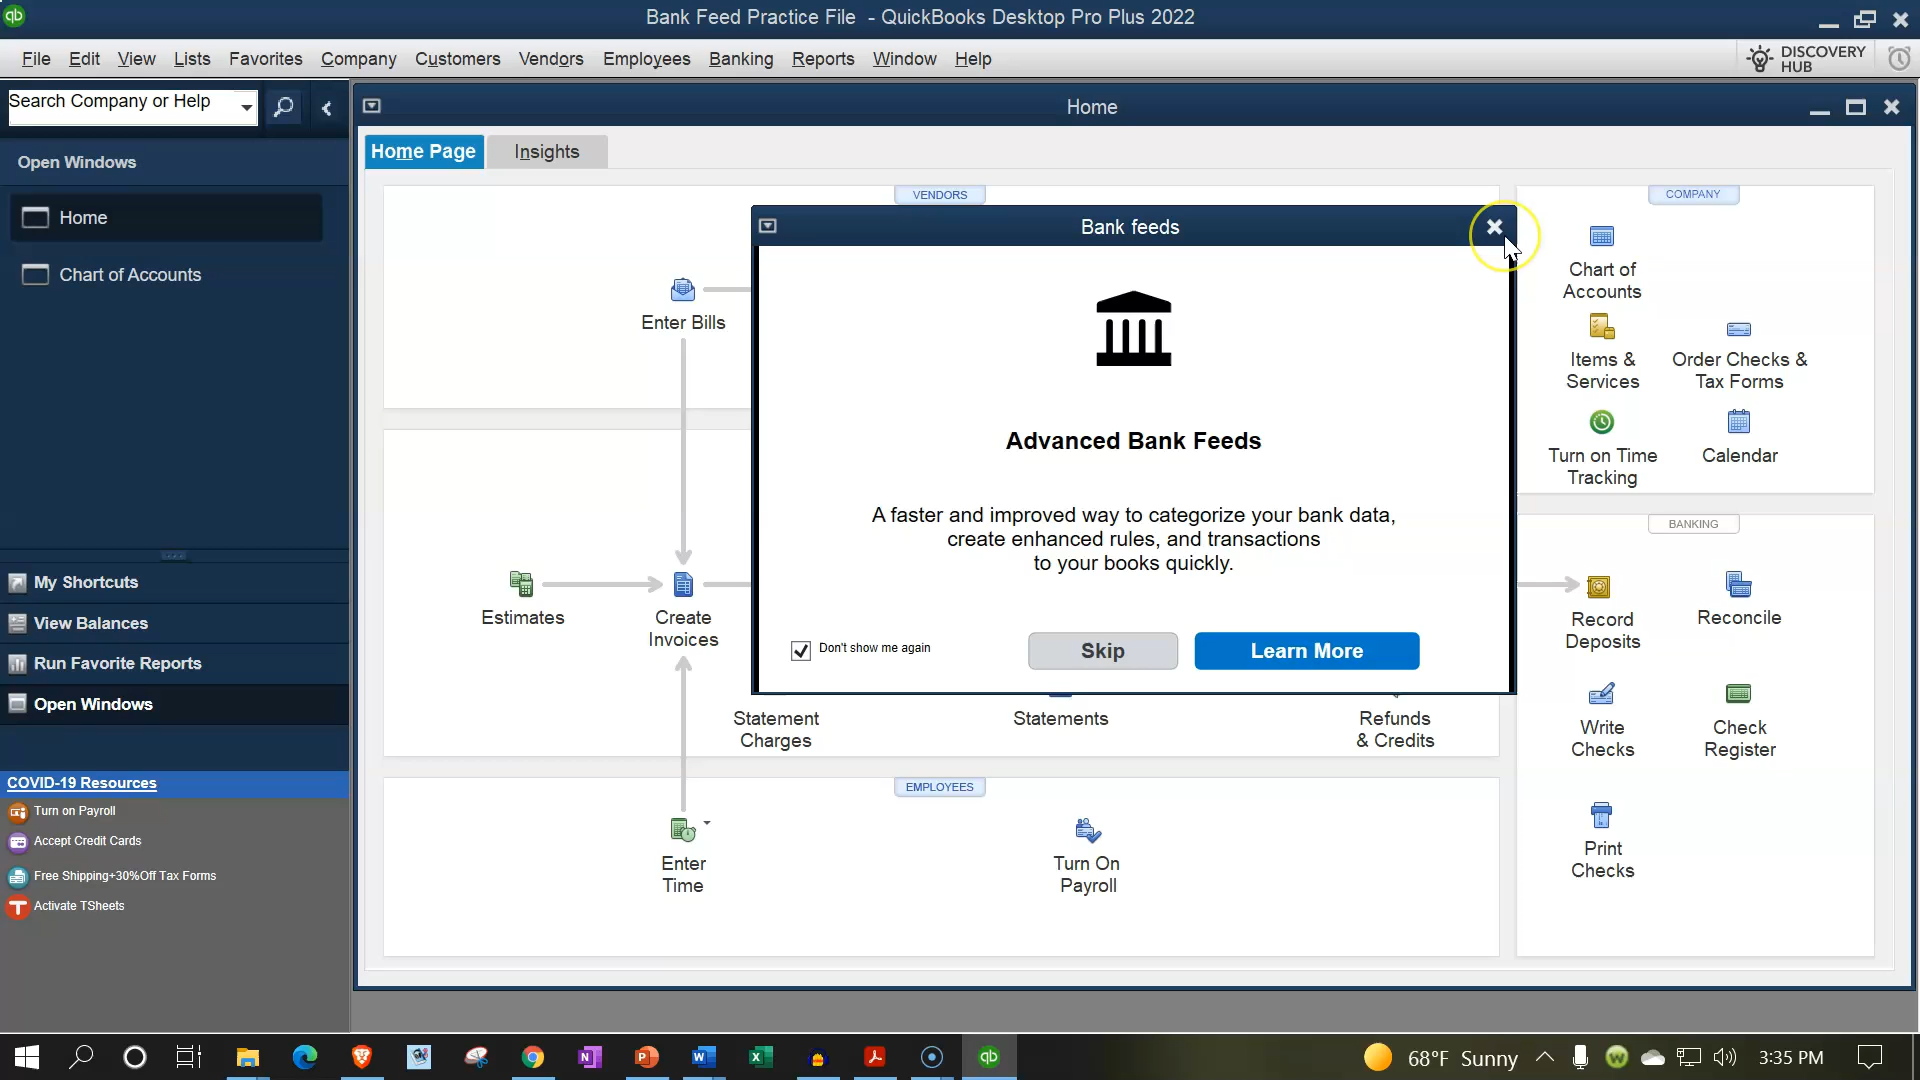 qb
Bank Feed Practice File - QuickBooks Desktop Pro Plus 2022
File Edit View Lists Favorites Company Customers Vendors Employees Banking Reports Window Help
DISCOVERY
HUB
Search Company or Help
Open Windows
Home
Chart of Accounts
My Shortcuts
View Balances
Run Favorite Reports
Open Windows
COVID-19 Resources
Turn on Payroll
Accept Credit Cards
Free Shipping+30%Off Tax Forms
Activate TSheets
Home
Home Page
Insights
VENDORS
Enter Bills
Estimates
Create
Invoices
Bank feeds
Advanced Bank Feeds
A faster and improved way to categorize your bank data,
create enhanced rules, and transactions
to your books quickly.
Don't show me again
Skip
Learn More
Statement
Charges
Statements
Refunds
& Credits
EMPLOYEES
Enter
Time
Turn On
Payroll
COMPANY
Chart of
Accounts
Items &
Services
Order Checks &
Tax Forms
Turn on Time
Tracking
Calendar
BANKING
Record
Deposits
Reconcile
Write
Checks
Check
Register
Print
Checks
68°F Sunny
3:35 PM